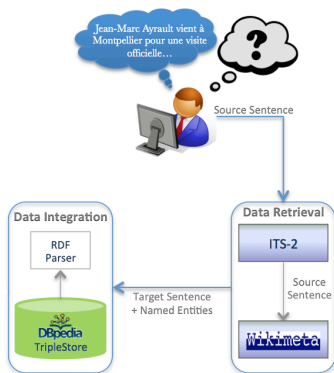 Jean-Marc Ayrault vient à
Montpellier pour une visite
officielle…
?
Source Sentence
Data Integration
RDF
Parser
DBpedia
TripleStore
Target Sentence
+ Named Entities
Data Retrieval
ITS-2
Source
Sentence
Wikimeta